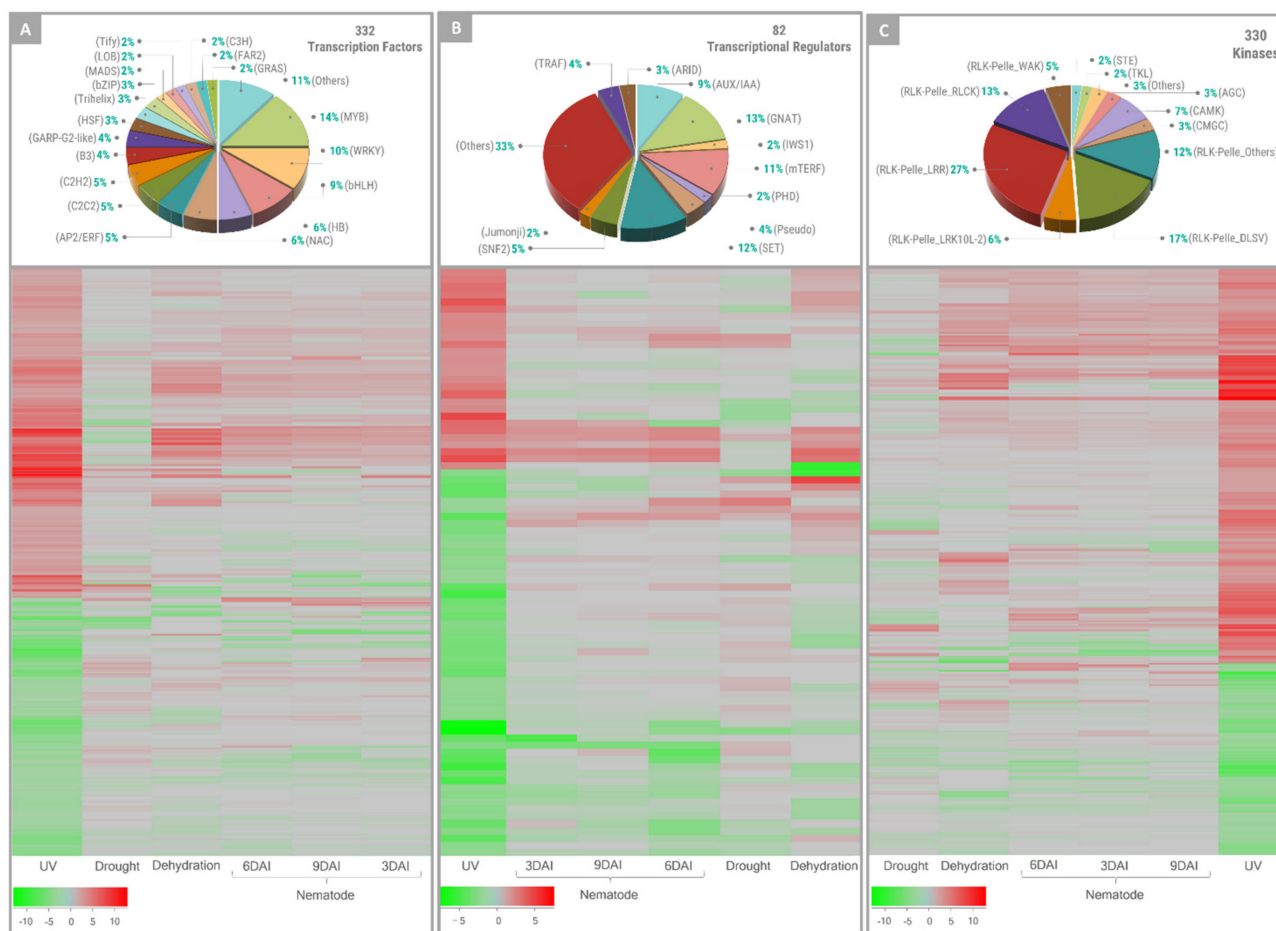 A
332
Transcription Factors
(Tify) 2%
(LOB) 2%
(MADS) 2%
(bZIP) 3%
(Trihelix) 3%
(HSF) 3%
(GARP-G2-like) 4%
(B3) 4%
(C2H2) 5%
(C2C2) 5%
(AP2/ERF) 5%
2% (C3H)
2% (FAR2)
2% (GRAS)
11% (Others)
14% (MYB)
10% (WRKY)
9% (bHLH)
6% (HB)
6% (NAC)
UV
Drought
Dehydration
6DAI
9DAI
3DAI
Nematode
-10 -5 0 5 10
B
82
Transcriptional Regulators
(TRAF) 4%
(Others) 33%
(Jumonji) 2%
(SNF2) 5%
3% (ARID)
9% (AUX/IAA)
13% (GNAT)
2% (IWS1)
11% (mTERF)
2% (PHD)
4% (Pseudo)
12% (SET)
UV
3DAI
9DAI
6DAI
Drought
Dehydration
Nematode
-5 0 5
C
330
Kinases
(RLK-Pelle_WAK) 5%
(RLK-Pelle_RLCK) 13%
(RLK-Pelle_LRR) 27%
(RLK-Pelle_LRK10L-2) 6%
2% (STE)
2% (TKL)
3% (Others)
3% (AGC)
7% (CAMK)
3% (CMGC)
12% (RLK-Pelle_Others)
17% (RLK-Pelle_DLSV)
Drought
Dehydration
6DAI
3DAI
9DAI
UV
Nematode
-10 -5 0 5 10